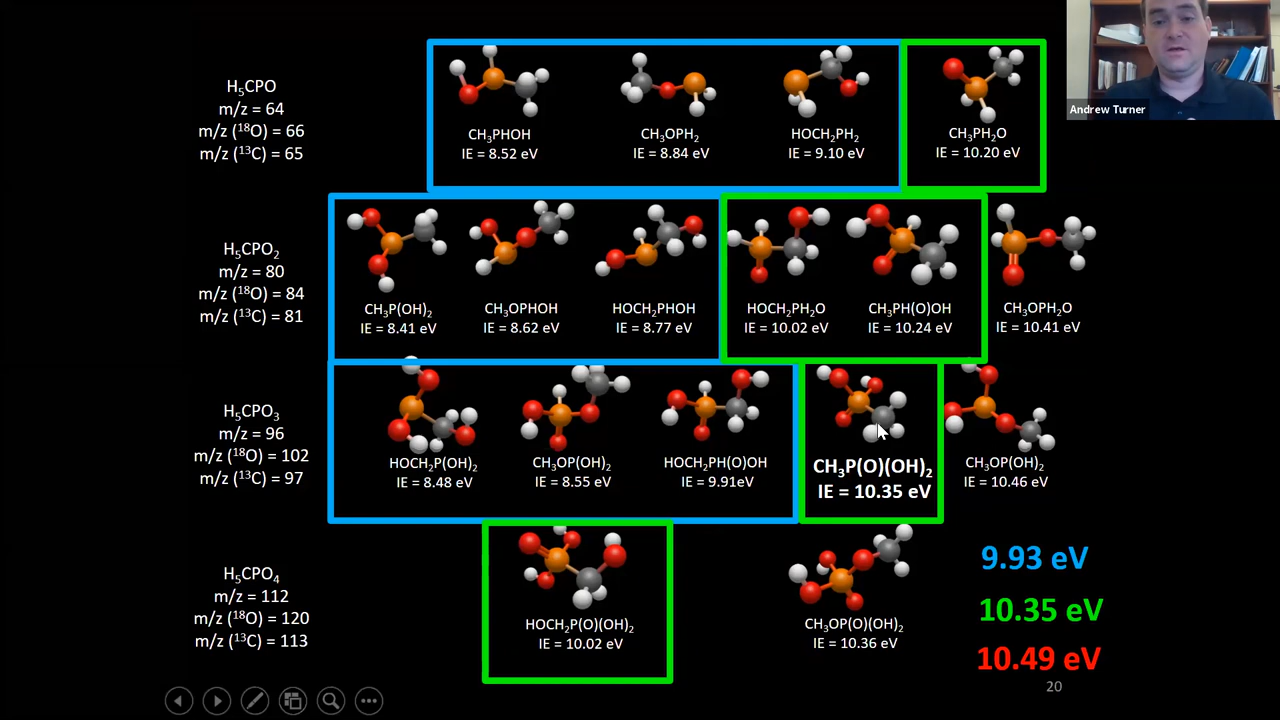 H₅CPO
m/z = 64
m/z (¹⁸O) = 66
m/z (¹³C) = 65
CH₃PHOH
IE = 8.52 eV
CH₃OPH₂
IE = 8.84 eV
HOCH₂PH₂
IE = 9.10 eV
CH₃PH₂O
IE = 10.20 eV
Andrew Turner
H₅CPO₂
m/z = 80
m/z (¹⁸O) = 84
m/z (¹³C) = 81
CH₃P(OH)₂
IE = 8.41 eV
CH₃OPHOH
IE = 8.62 eV
HOCH₂PHOH
IE = 8.77 eV
HOCH₂PH₂O
IE = 10.02 eV
CH₃PH(O)OH
IE = 10.24 eV
CH₃OPH₂O
IE = 10.41 eV
H₅CPO₃
m/z = 96
m/z (¹⁸O) = 102
m/z (¹³C) = 97
HOCH₂P(OH)₂
IE = 8.48 eV
CH₃OP(OH)₂
IE = 8.55 eV
HOCH₂PH(O)OH
IE = 9.91eV
CH₃P(O)(OH)₂
IE = 10.35 eV
CH₃OP(OH)₂
IE = 10.46 eV
H₅CPO₄
m/z = 112
m/z (¹⁸O) = 120
m/z (¹³C) = 113
HOCH₂P(O)(OH)₂
IE = 10.02 eV
CH₃OP(O)(OH)₂
IE = 10.36 eV
9.93 eV
10.35 eV
10.49 eV
20